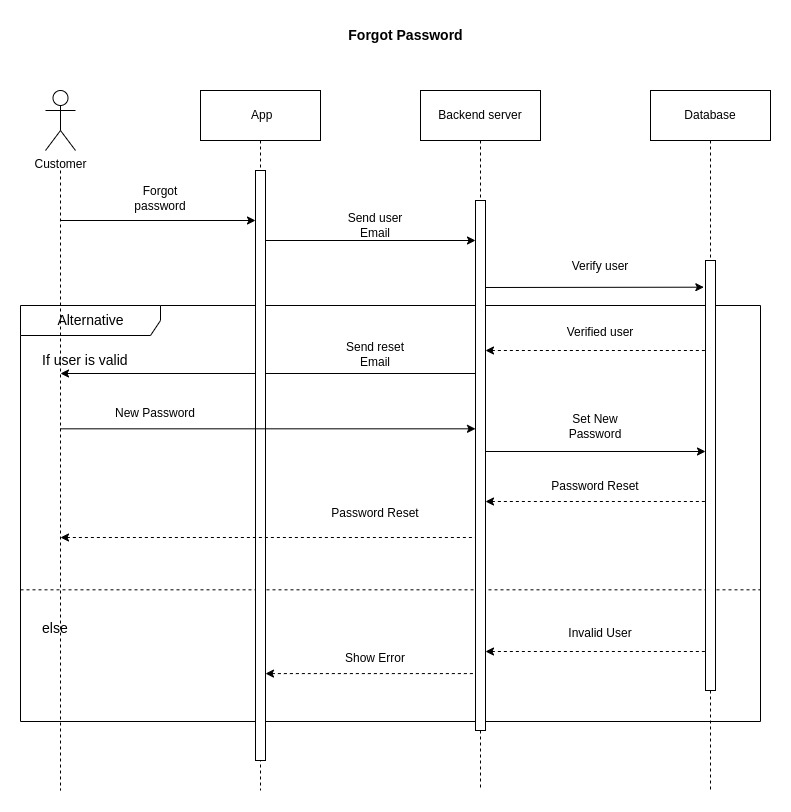 Forgot Password
Customer
App
Backend server
Database
Forgot
password
Send user
Email
Verify user
Alternative
Verified user
If user is valid
Send reset
Email
New Password
Set New
Password
Password Reset
Password Reset
else
Invalid User
Show Error